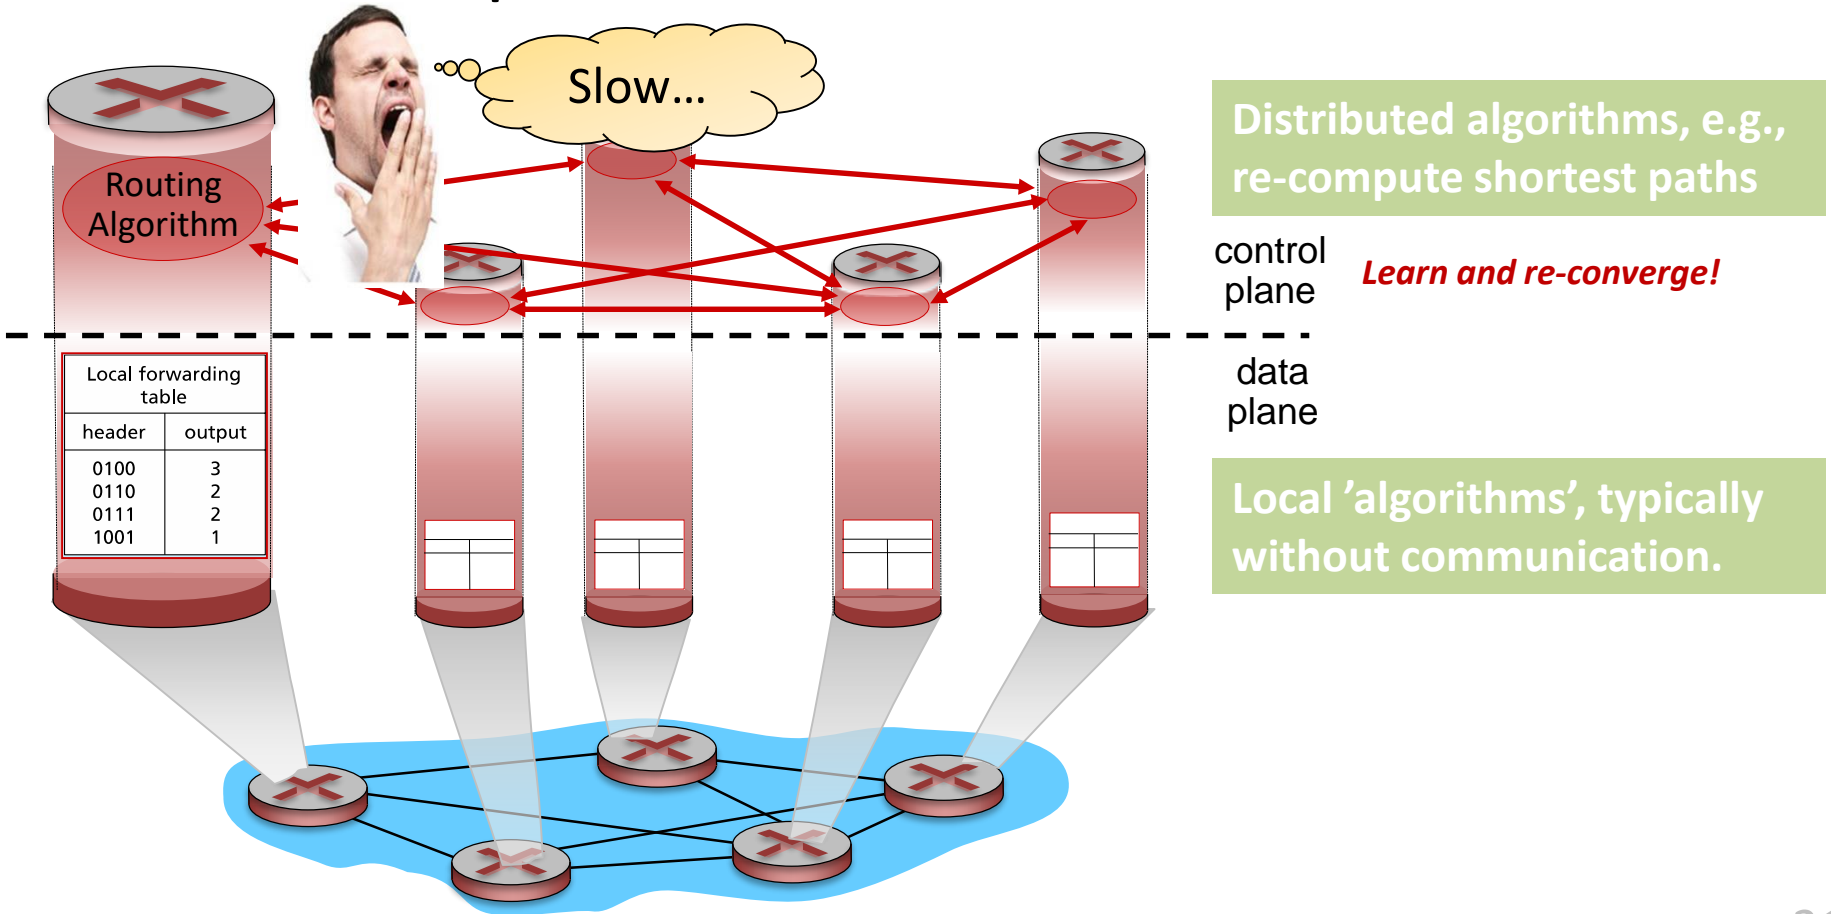 Slow...
Distributed algorithms, e.g.,
re-compute shortest paths
Routing
Algorithm
control
plane
Learn and re-converge!
data
plane
Local forwarding
table
header output
0100 3
0110 2
0111 2
1001 1
Local ’algorithms’, typically
without communication.